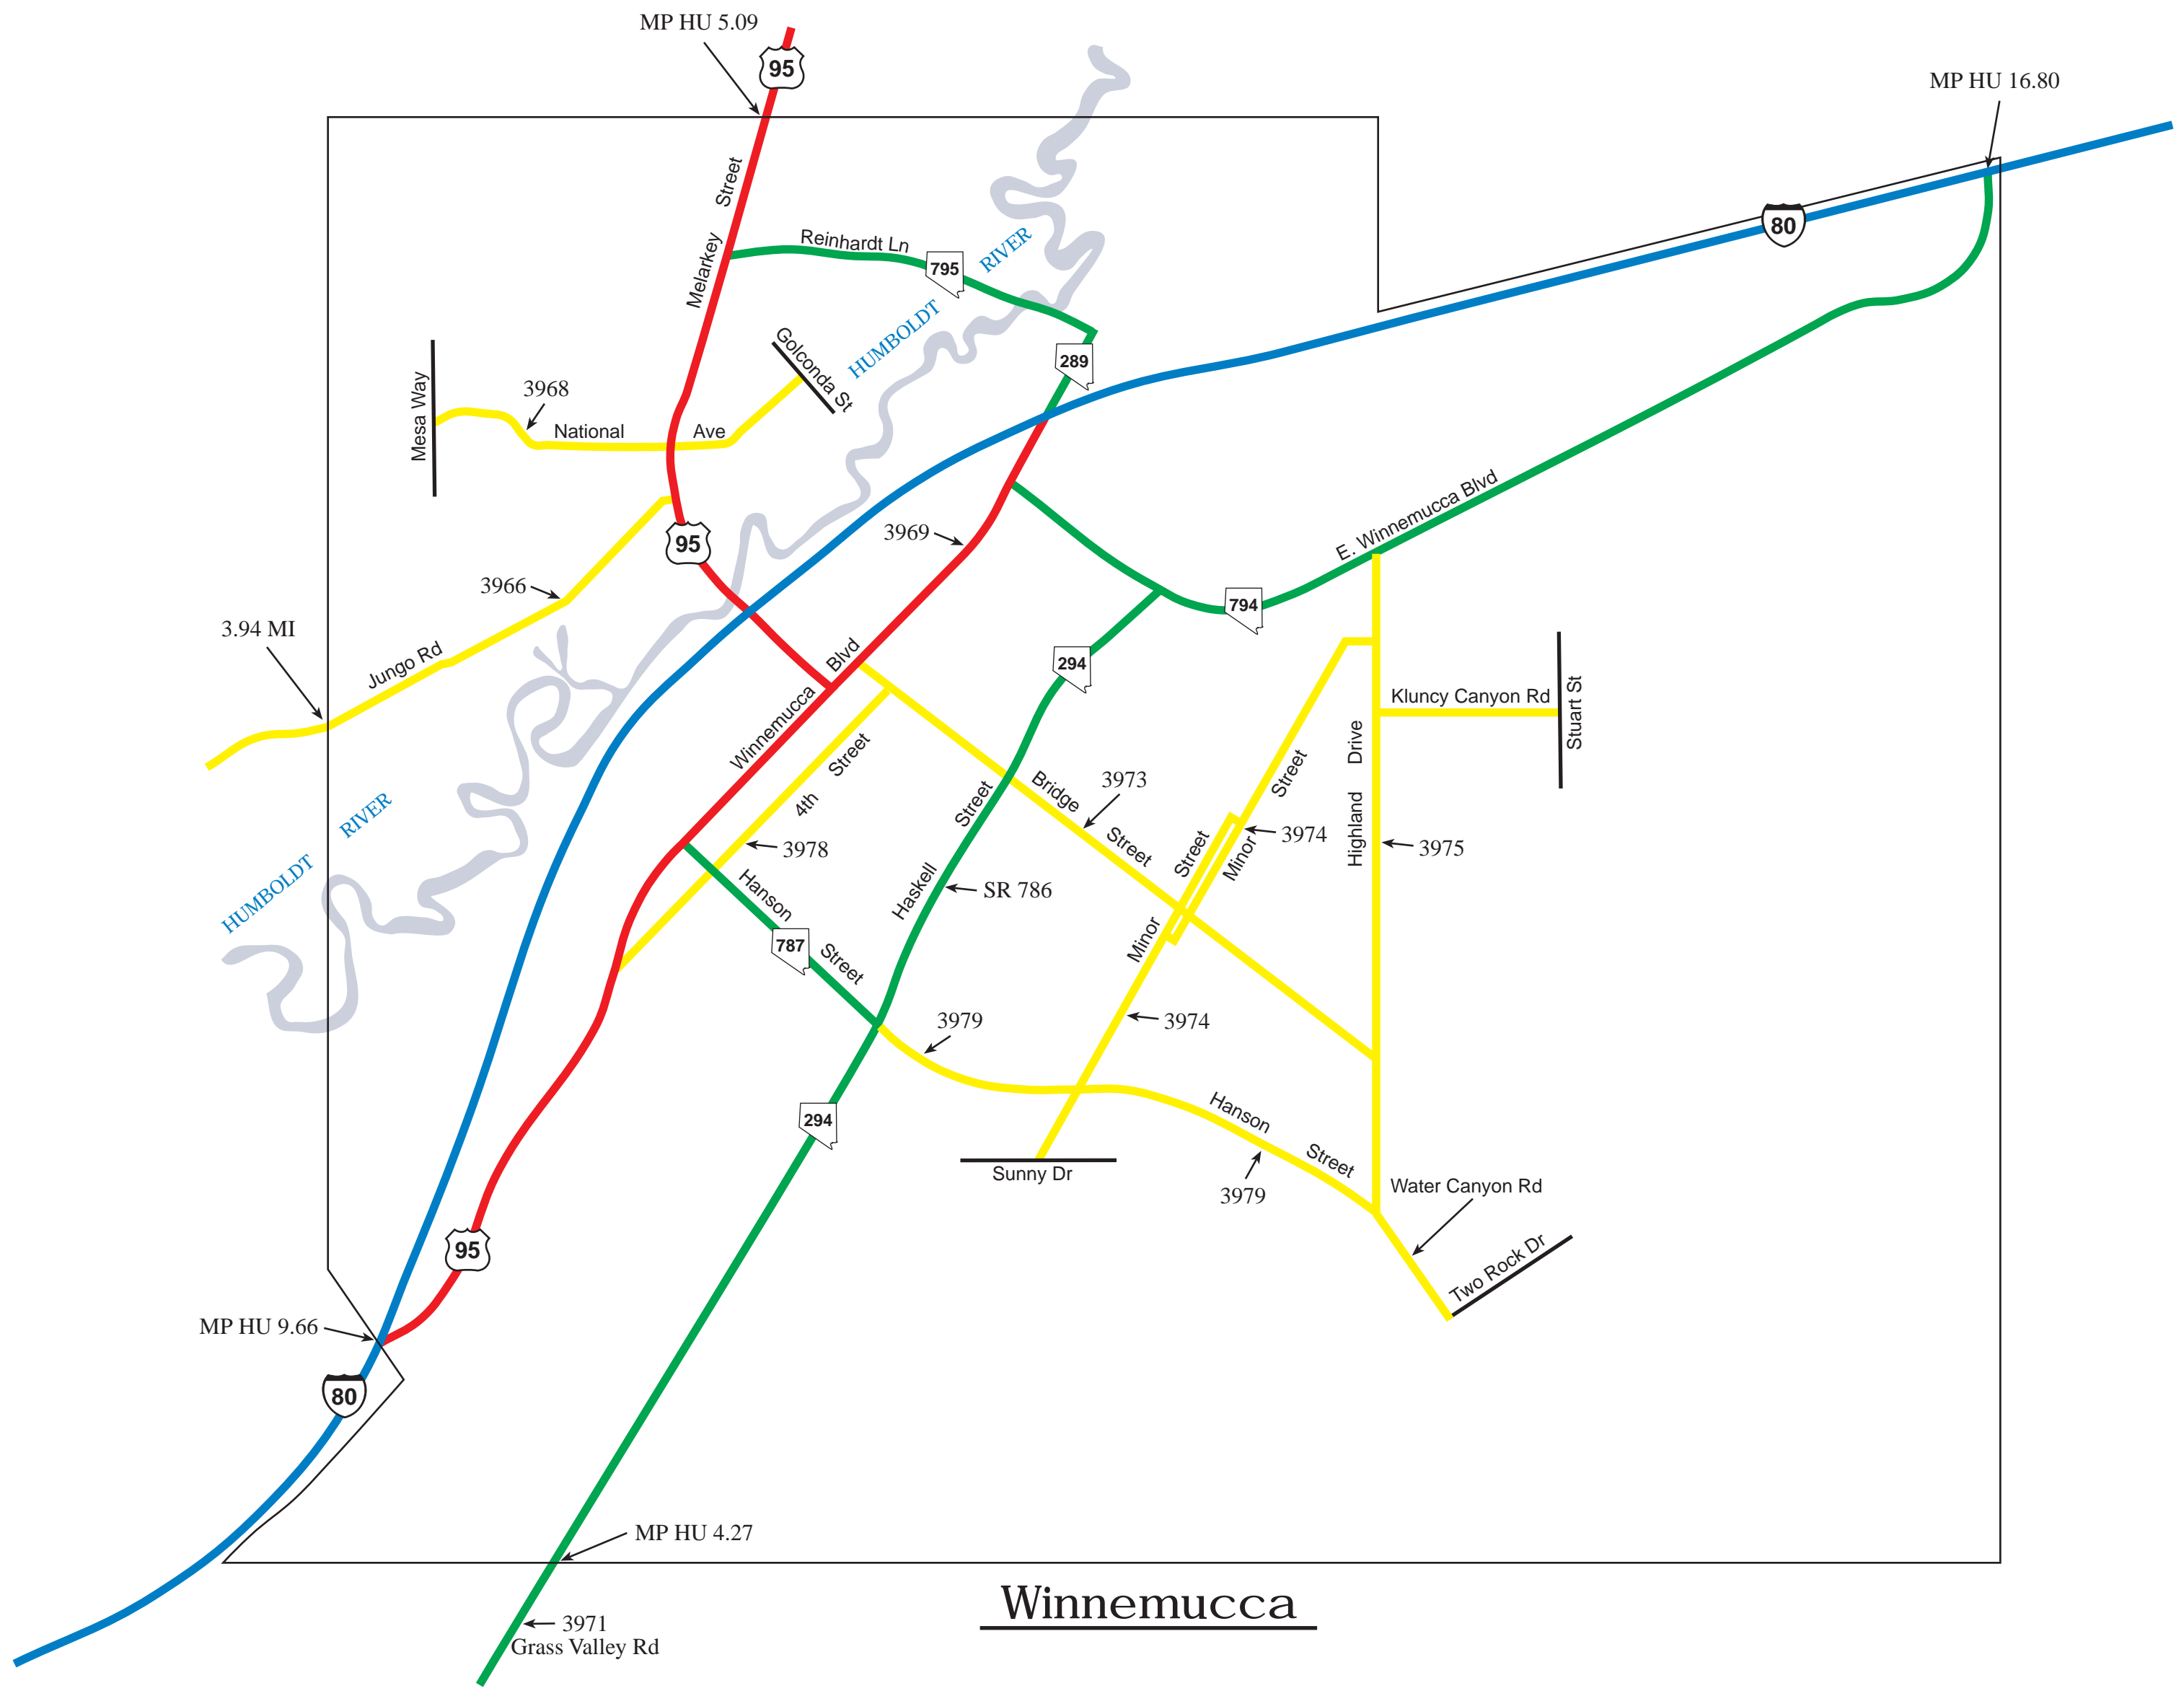 MP HU 5.09
95
MP HU 16.80
Melarkey Street
Reinhardt Ln
795
HUMBOLDT RIVER
80
Golconda St
289
Mesa Way
3968
National Ave
E. Winnemucca Blvd
3969
95
3966
3.94 MI
Jungo Rd
794
294
Winnemucca Blvd
Kluncy Canyon Rd
Stuart St
4th Street
Highland Drive
Bridge Street
3973
Minor Street
3974
Minor Street
3975
3978
HUMBOLDT RIVER
Haskell Street
SR 786
Hanson Street
787
3979
3974
294
Hanson Street
3979
Sunny Dr
Water Canyon Rd
Two Rock Dr
95
MP HU 9.66
80
MP HU 4.27
3971
Grass Valley Rd
Winnemucca